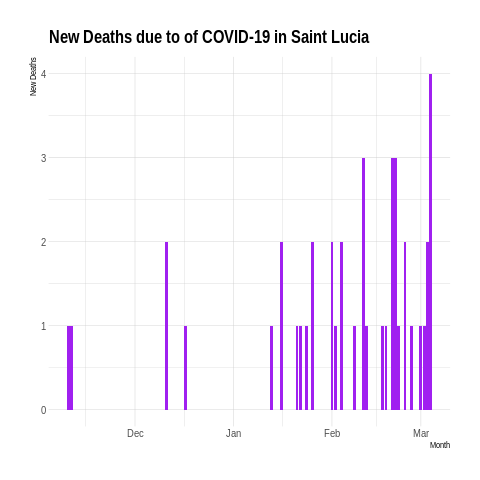 New Deaths due to of COVID-19 in Saint Lucia
New Deaths
4
3
2
1
0
Dec Jan Feb Mar
Month